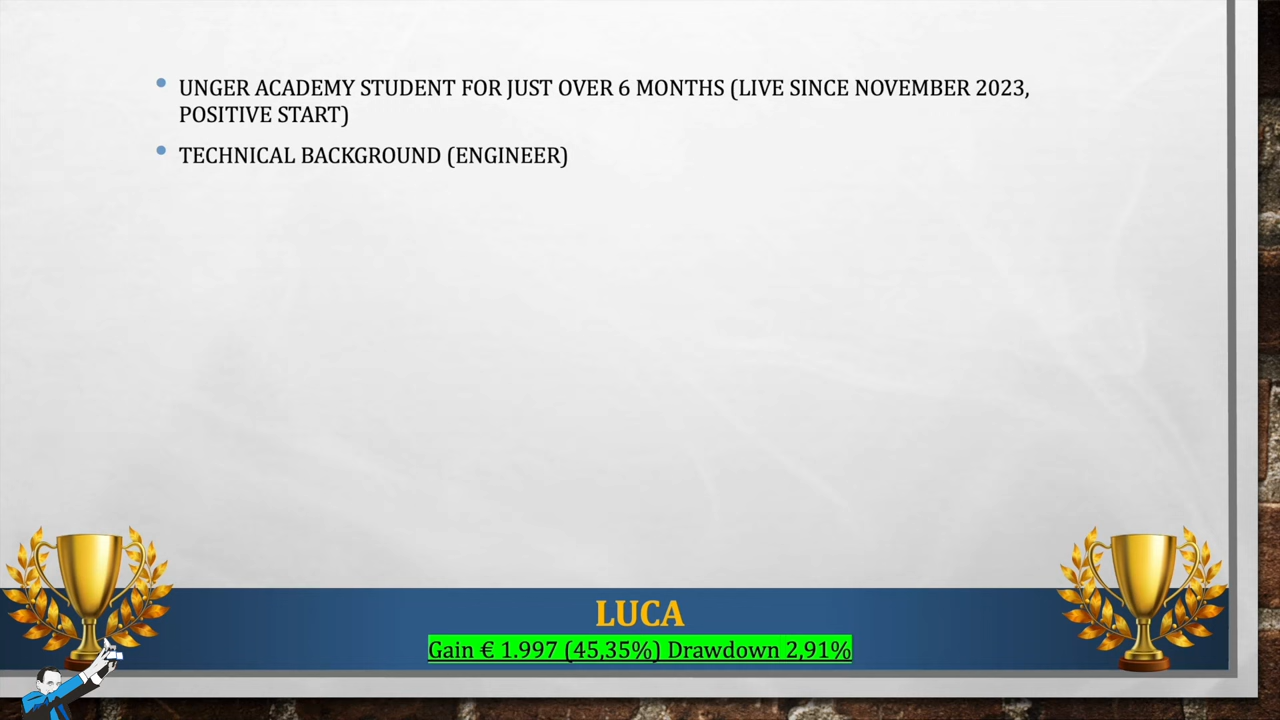 UNGER ACADEMY STUDENT FOR JUST OVER 6 MONTHS (LIVE SINCE NOVEMBER 2023,
POSITIVE START)
TECHNICAL BACKGROUND (ENGINEER)
LUCA
Gain € 1.997 (45,35%) Drawdown 2,91%